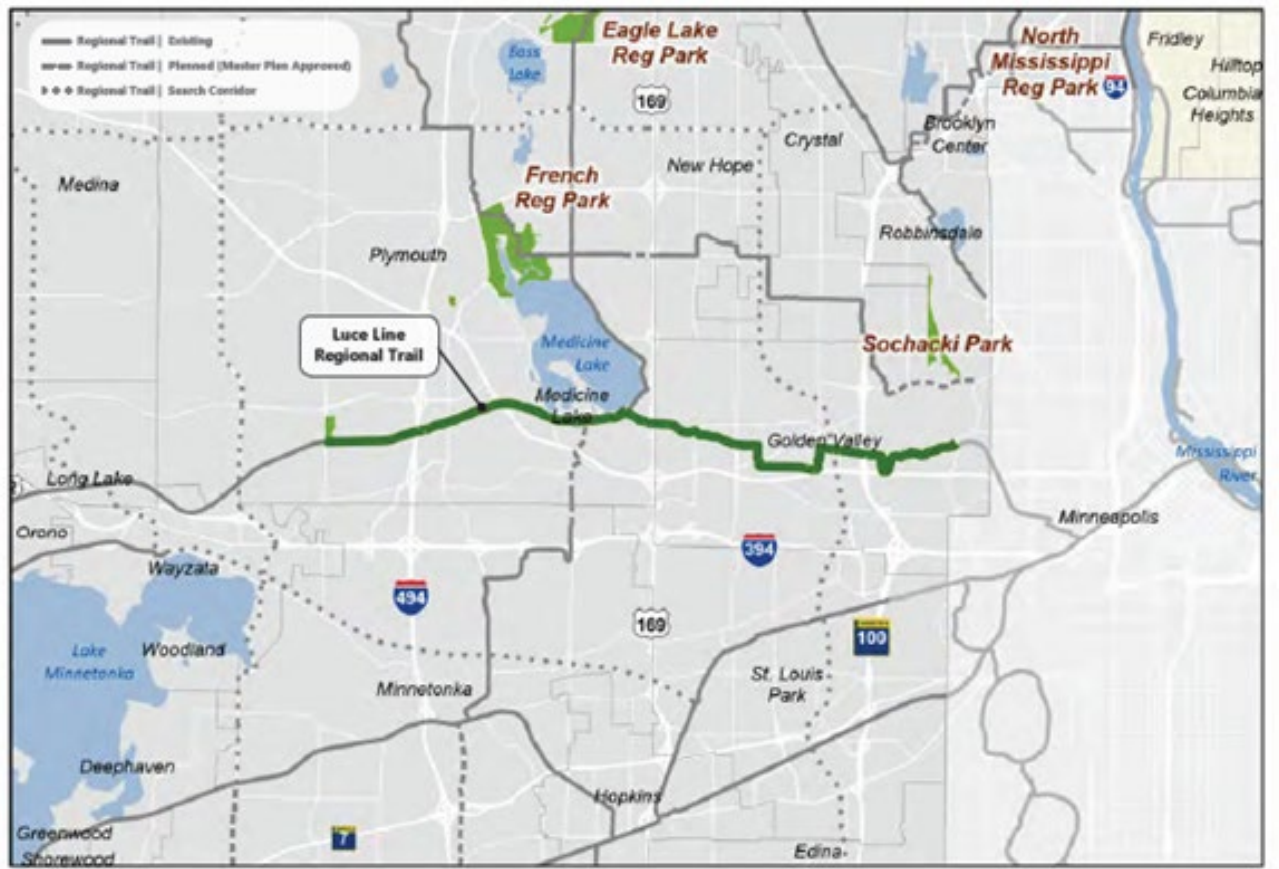 Regional Trail | Existing
Regional Trail | Planned (Master Plan Approved)
Regional Trail | Search Corridor
Eagle Lake
Reg Park
Bass
Lake
169
North
Mississippi
Reg Park
94
Fridley
Hilltop
Columbia
Heights
Brooklyn
Center
Crystal
New Hope
Medina
French
Reg Park
Plymouth
Robbinsdale
Luce Line
Regional Trail
Medicine
Lake
Sochacki Park
Medicine
Lake
Golden Valley
Mississippi
River
Long Lake
Orono
Minneapolis
Wayzata
394
494
169
100
Lake
Minnetonka
Woodland
St. Louis
Park
Minnetonka
Deephaven
Hopkins
Greenwood
Shorewood
7
Edina